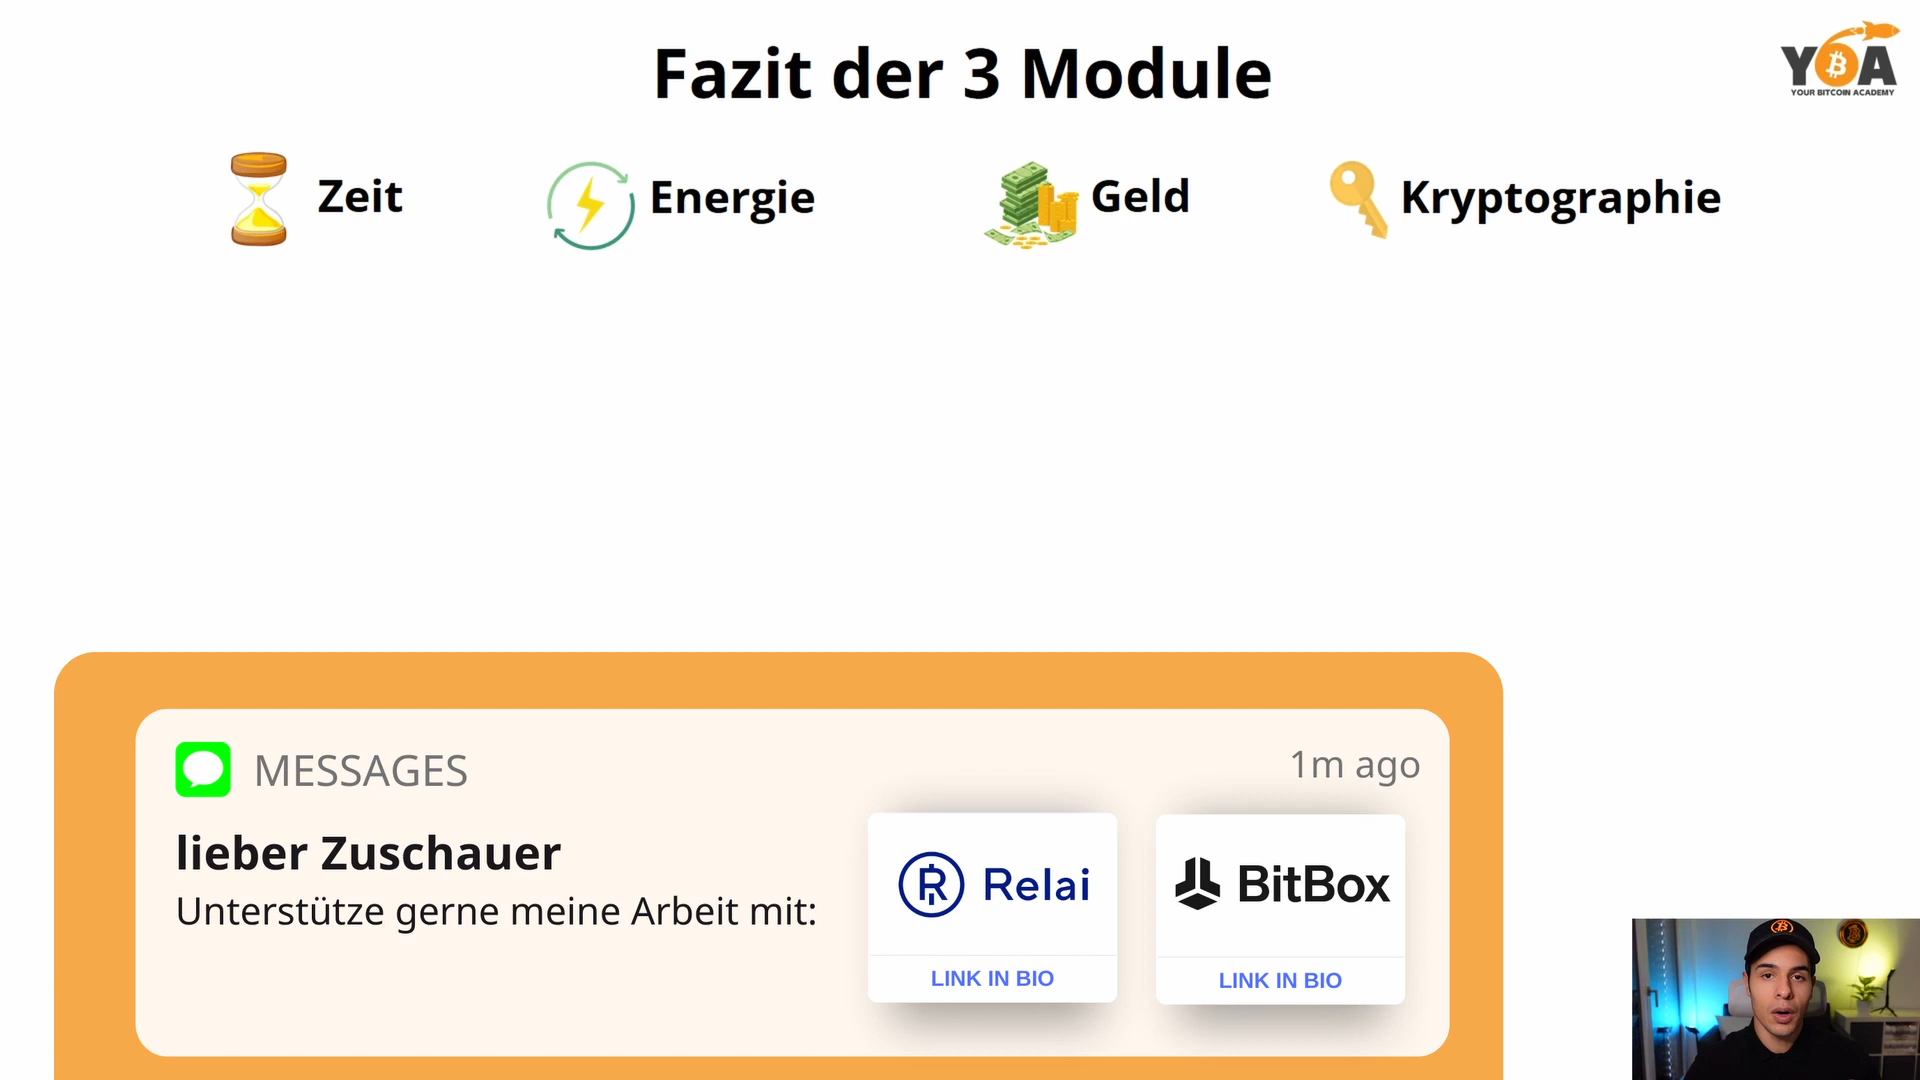 Fazit der 3 Module
YBA
YOUR BITCOIN ACADEMY
Zeit
Energie
Geld
Kryptographie
MESSAGES
1m ago
lieber Zuschauer
Unterstütze gerne meine Arbeit mit:
Relai
LINK IN BIO
BitBox
LINK IN BIO